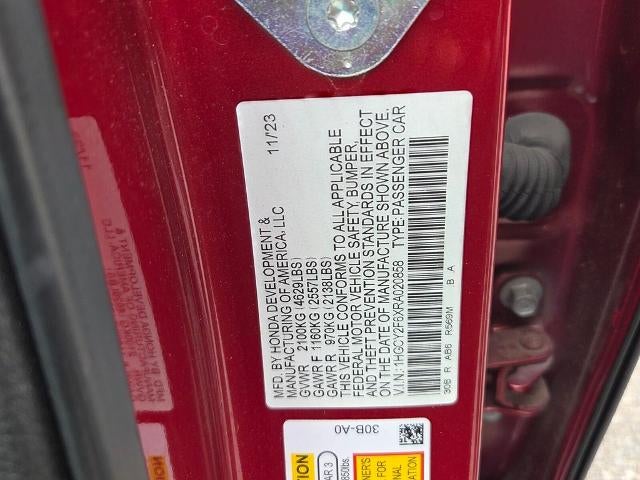 MFD. BY HONDA DEVELOPMENT & 11/23
MANUFACTURING OF AMERICA, LLC
GVWR 2100KG (4629LBS)
GAWR F 1160KG (2557LBS)
GAWR R 970KG (2138LBS)
THIS VEHICLE CONFORMS TO ALL APPLICABLE
FEDERAL MOTOR VEHICLE SAFETY, BUMPER,
AND THEFT PREVENTION STANDARDS IN EFFECT
ON THE DATE OF MANUFACTURE SHOWN ABOVE.
V.I.N.: 1HGCY2F6XRA020858 TYPE: PASSENGER CAR
30B R AB6 R569M B A
30B-A0